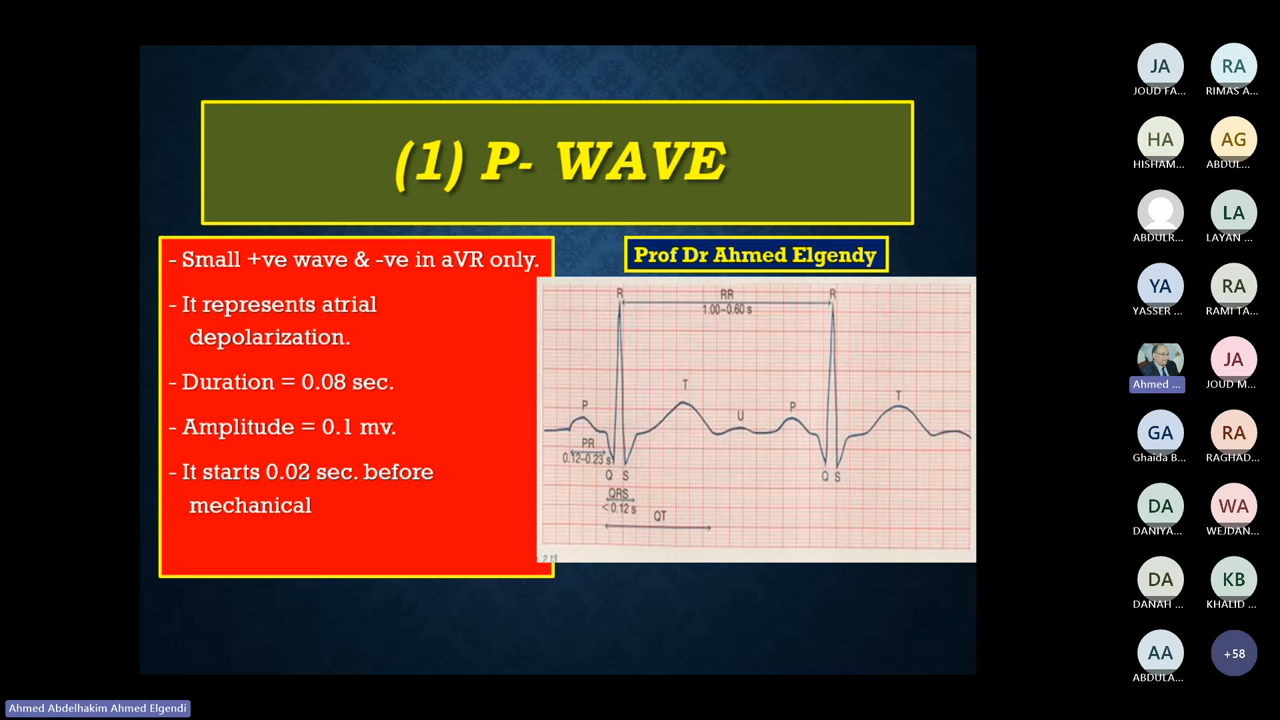 (1) P- WAVE
- Small +ve wave & -ve in aVR only.
- It represents atrial
depolarization.
- Duration = 0.08 sec.
- Amplitude = 0.1 mv.
- It starts 0.02 sec. before
mechanical
Prof Dr Ahmed Elgendy
R
RR
R
1.00–0.60 s
T
T
P
U
P
PR
0.12–0.23 s
Q S
Q S
QRS
<0.12 s
QT
2.13
JA
RA
JOUD FA...
RIMAS A...
HA
AG
HISHAM...
ABDUL...
LA
ABDULR...
LAYAN ...
YA
RA
YASSER ...
RAMI TA...
JA
Ahmed ...
JOUD M...
GA
RA
Ghaida B...
RAGHAD...
DA
WA
DANIYA...
WEJDAN...
DA
KB
DANAH ...
KHALID ...
AA
+58
ABDULA...
Ahmed Abdelhakim Ahmed Elgendi